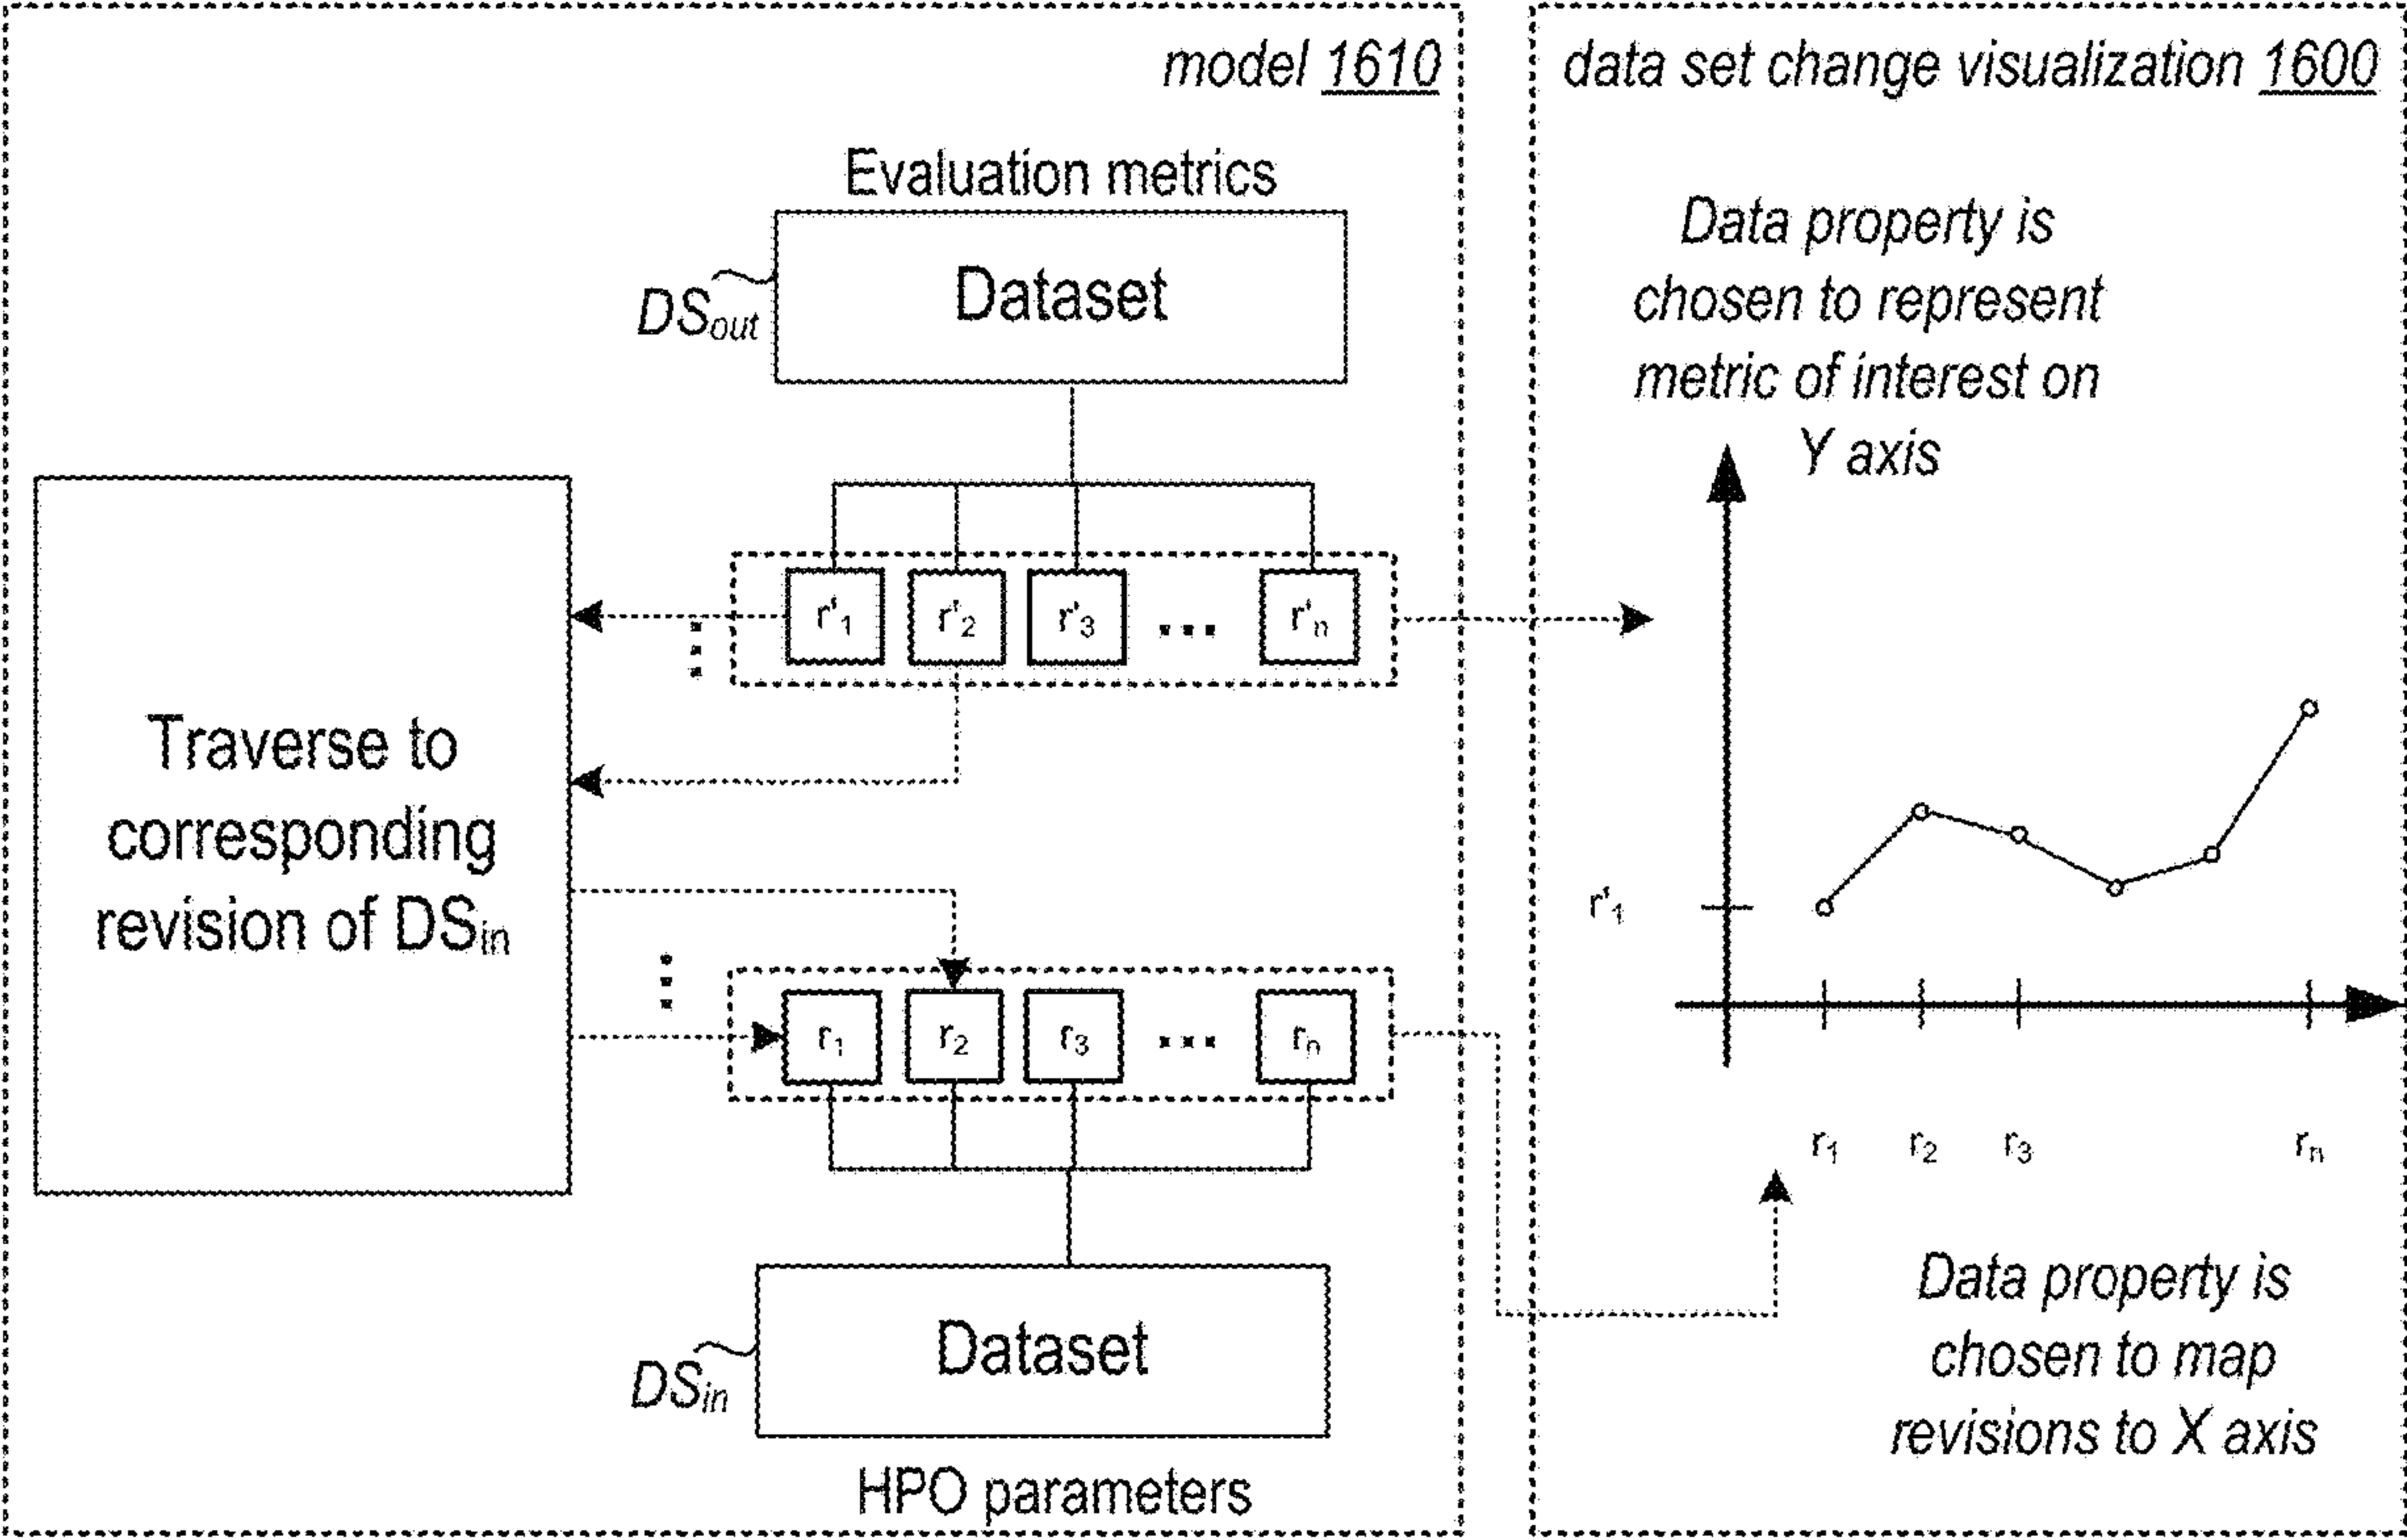 model 1610
Evaluation metrics
Dataset
DSout
r'1 r'2 r'3 ... r'n
Traverse to
corresponding
revision of DSin
r1 r2 r3 ... rn
Dataset
DSin
HPO parameters
data set change visualization 1600
Data property is
chosen to represent
metric of interest on
Y axis
r'1
r1 r2 r3 rn
Data property is
chosen to map
revisions to X axis